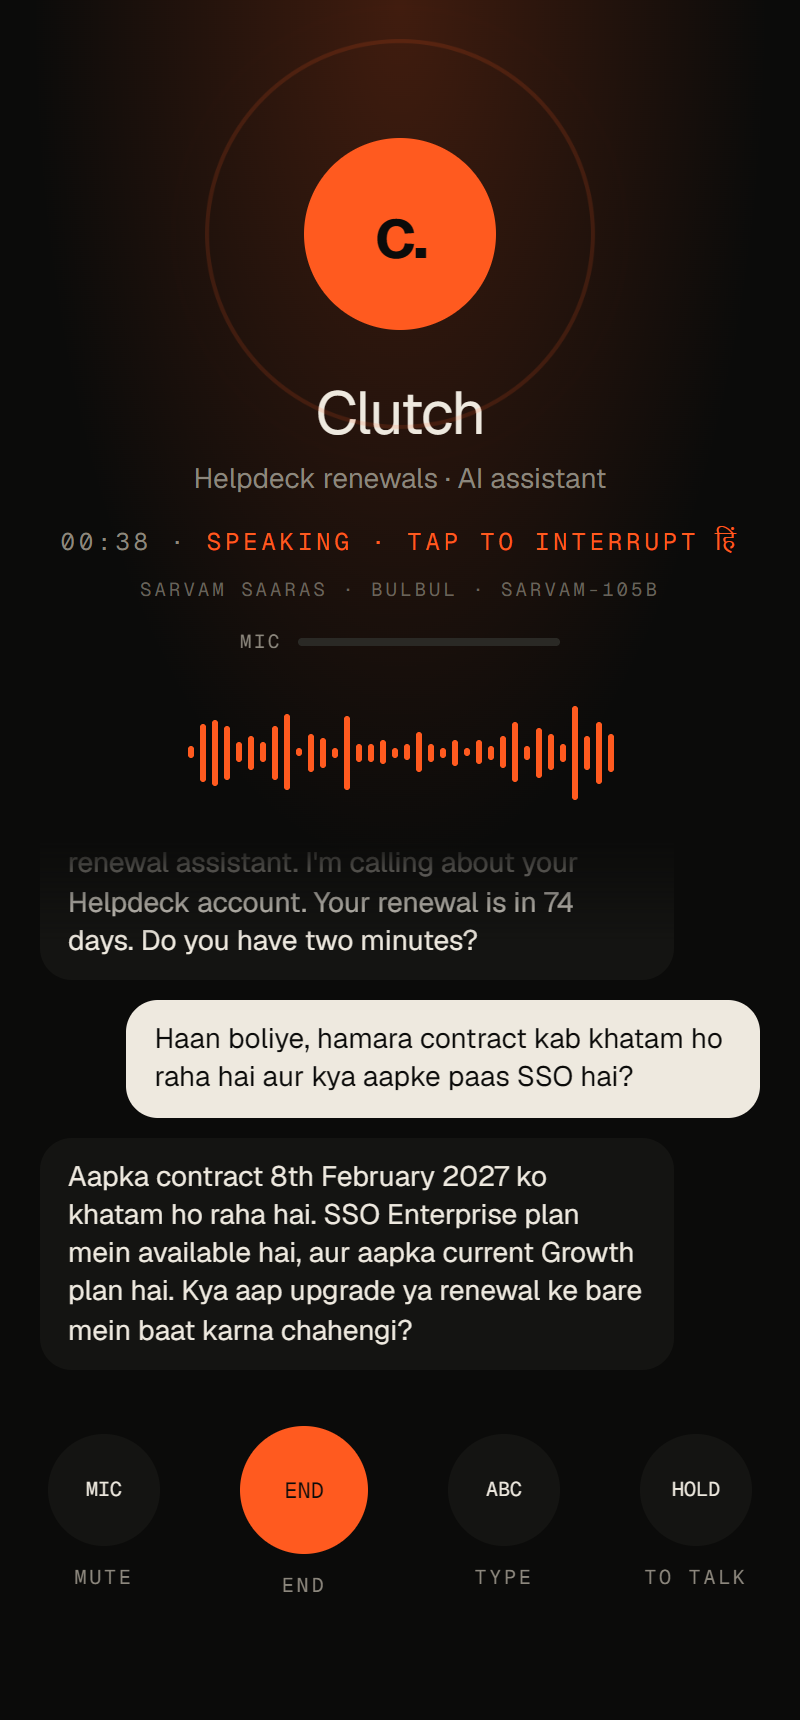 c.
Clutch
Helpdeck renewals · AI assistant
00:38 · SPEAKING · TAP TO INTERRUPT हिं
SARVAM SAARAS · BULBUL · SARVAM-105B
MIC
renewal assistant. I'm calling about your
Helpdeck account. Your renewal is in 74
days. Do you have two minutes?
Haan boliye, hamara contract kab khatam ho
raha hai aur kya aapke paas SSO hai?
Aapka contract 8th February 2027 ko
khatam ho raha hai. SSO Enterprise plan
mein available hai, aur aapka current Growth
plan hai. Kya aap upgrade ya renewal ke bare
mein baat karna chahengi?
MIC
END
ABC
HOLD
MUTE
END
TYPE
TO TALK